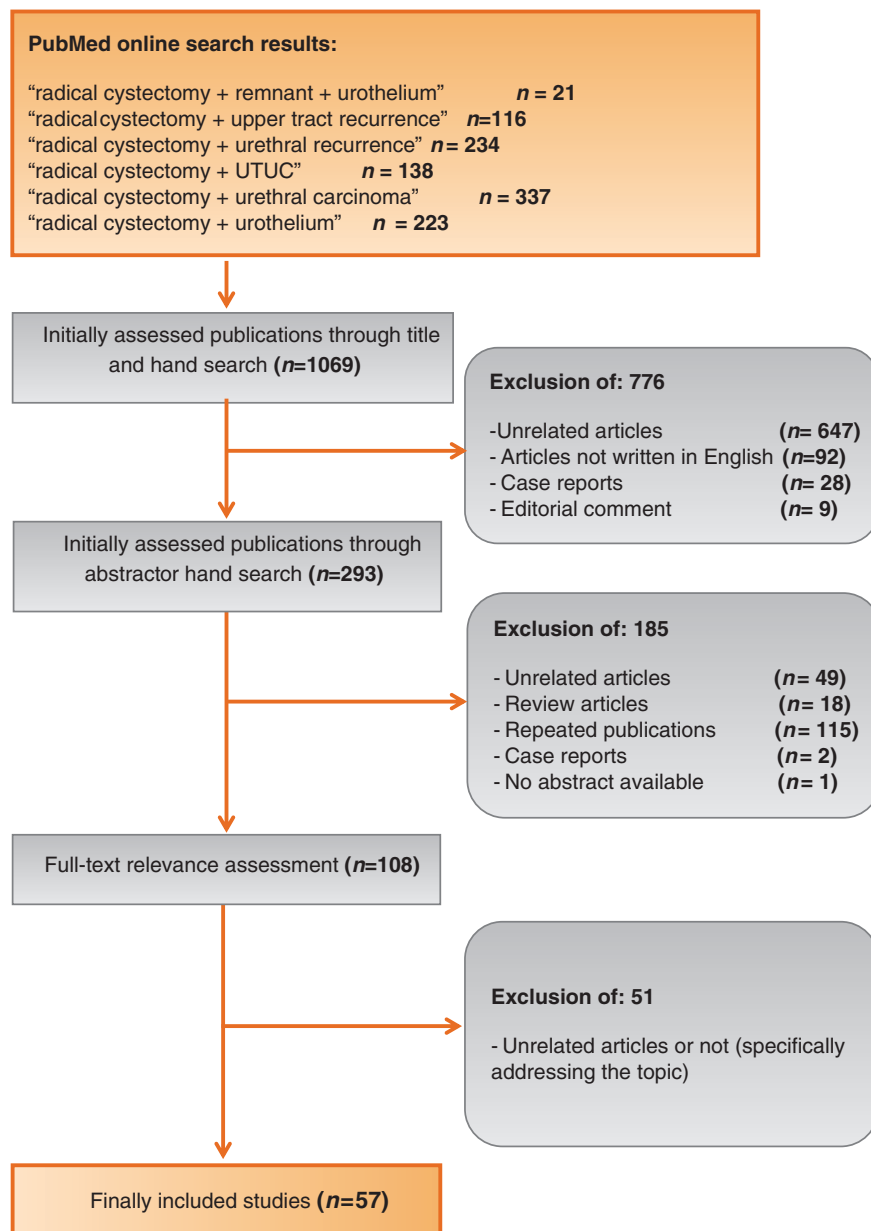 PubMed online search results:
“radical cystectomy + remnant + urothelium” n = 21
“radical cystectomy + upper tract recurrence” n=116
“radical cystectomy + urethral recurrence” n = 234
“radical cystectomy + UTUC” n = 138
“radical cystectomy + urethral carcinoma” n = 337
“radical cystectomy + urothelium” n = 223
Initially assessed publications through title
and hand search (n=1069)
Exclusion of: 776
-Unrelated articles (n= 647)
- Articles not written in English (n=92)
- Case reports (n= 28)
- Editorial comment (n= 9)
Initially assessed publications through
abstractor hand search (n=293)
Exclusion of: 185
- Unrelated articles (n= 49)
- Review articles (n= 18)
- Repeated publications (n= 115)
- Case reports (n= 2)
- No abstract available (n= 1)
Full-text relevance assessment (n=108)
Exclusion of: 51
- Unrelated articles or not (specifically
addressing the topic)
Finally included studies (n=57)